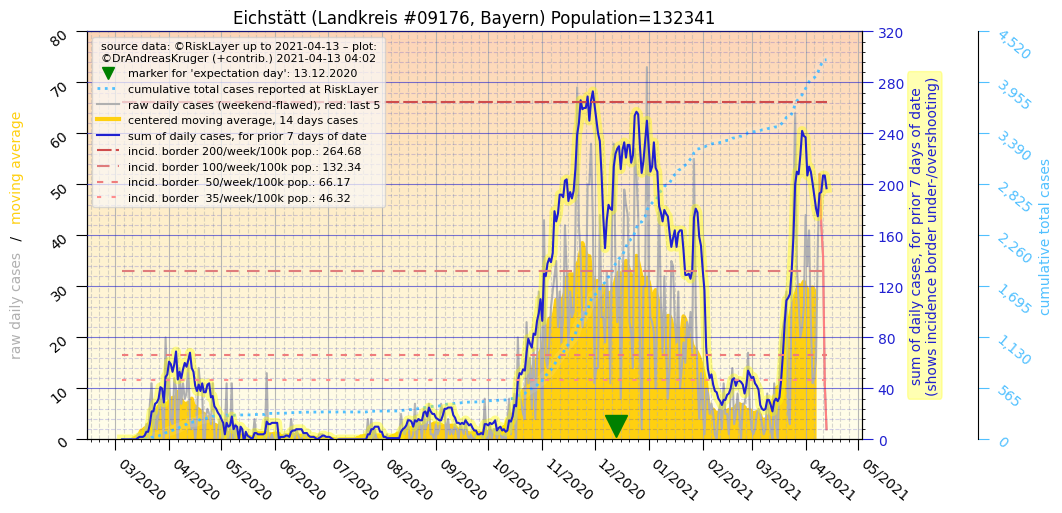 Eichstätt (Landkreis #09176, Bayern) Population=132341
source data: ©RiskLayer up to 2021-04-13 – plot:
©DrAndreasKruger (+contrib.) 2021-04-13 04:02
marker for 'expectation day': 13.12.2020
cumulative total cases reported at RiskLayer
raw daily cases (weekend-flawed), red: last 5
centered moving average, 14 days cases
sum of daily cases, for prior 7 days of date
incid. border 200/week/100k pop.: 264.68
incid. border 100/week/100k pop.: 132.34
incid. border  50/week/100k pop.: 66.17
incid. border  35/week/100k pop.: 46.32
raw daily cases / moving average
80
70
60
50
40
30
20
10
0
03/2020
04/2020
05/2020
06/2020
07/2020
08/2020
09/2020
10/2020
11/2020
12/2020
01/2021
02/2021
03/2021
04/2021
05/2021
320
280
240
200
160
120
80
40
0
sum of daily cases, for prior 7 days of date
(shows incidence border under-/overshooting)
4,520
3,955
3,390
2,825
2,260
1,695
1,130
565
0
cumulative total cases